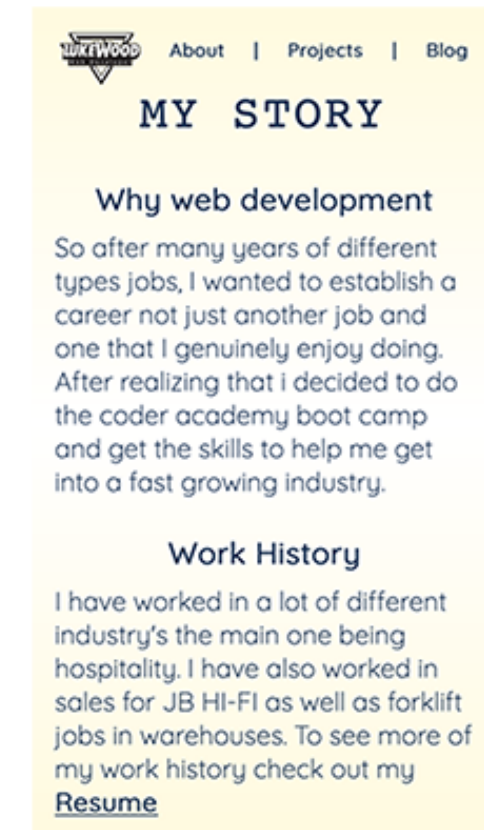 LUKEWOOD
About | Projects | Blog
MY STORY
Why web development
So after many years of different
types jobs, I wanted to establish a
career not just another job and
one that I genuinely enjoy doing.
After realizing that i decided to do
the coder academy boot camp
and get the skills to help me get
into a fast growing industry.
Work History
I have worked in a lot of different
industry's the main one being
hospitality. I have also worked in
sales for JB HI-FI as well as forklift
jobs in warehouses. To see more of
my work history check out my
Resume